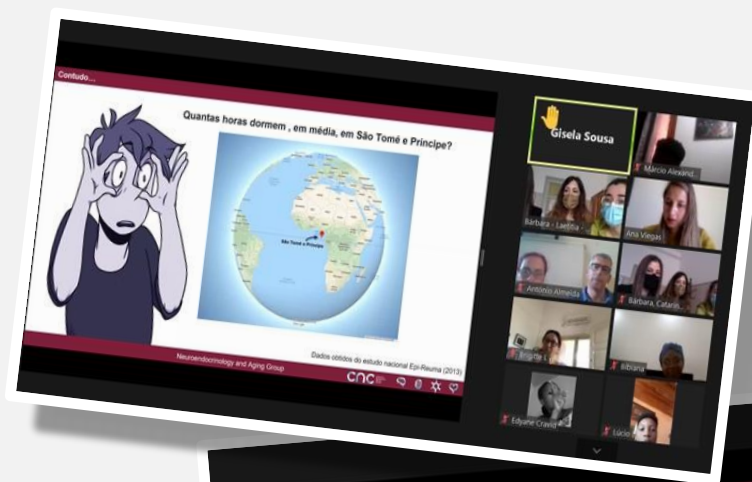 Contudo...
Quantas horas dormem , em média, em São Tomé e Príncipe?
São Tomé e Príncipe
Dados obtidos do estudo nacional Epi-Reuma (2013)
Neuroendocrinology and Aging Group
CNC
Gisela Sousa
Márcio Alexand...
Bárbara - Laetitia -
Ana Viegas
António Almeida
Bárbara, Catarin...
Brigite
Bibiana
Edyane Cravid
Lúcio